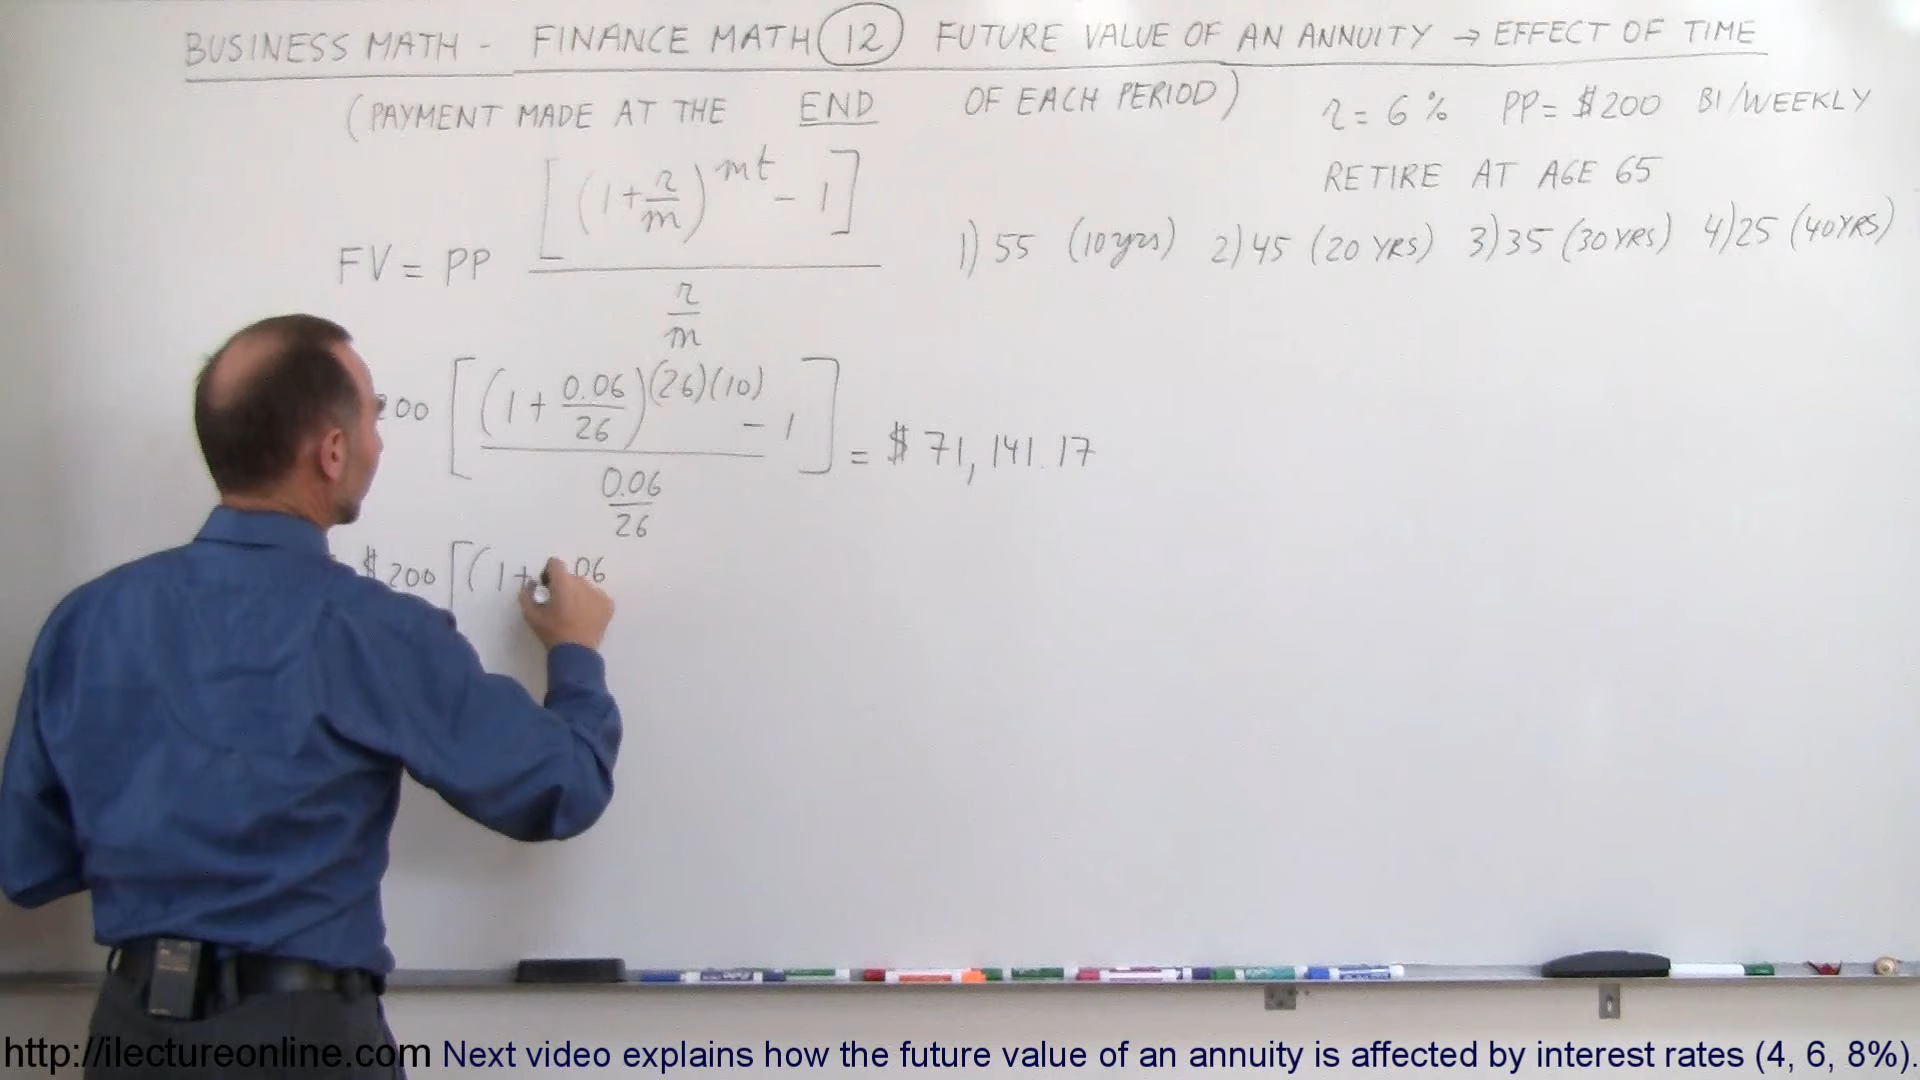 BUSINESS MATH - FINANCE MATH 12 FUTURE VALUE OF AN ANNUITY → EFFECT OF TIME
(PAYMENT MADE AT THE END OF EACH PERIOD)
r = 6% PP = $200 BI/WEEKLY
RETIRE AT AGE 65
1) 55 (10yrs) 2) 45 (20 YRS) 3) 35 (30 YRS) 4) 25 (40 YRS)
FV = PP [(1 + r/m)^mt - 1] / (r/m)
200 [(1 + 0.06/26)^(26)(10) - 1] / (0.06/26) = $71,141.17
$200 [(1 + .06
http://ilectureonline.com Next video explains how the future value of an annuity is affected by interest rates (4, 6, 8%).